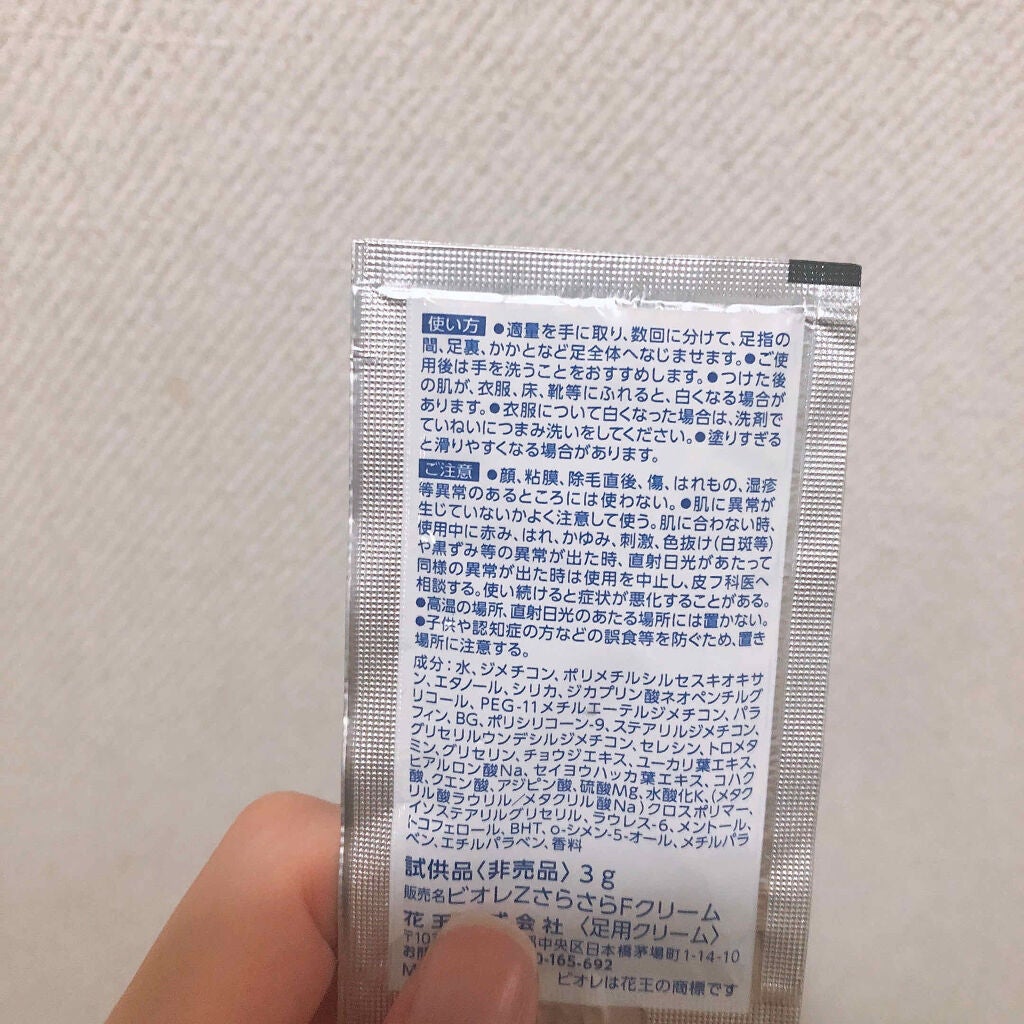 使い方 ●適量を手に取り、数回に分けて、足指の
間、足裏、かかとなど足全体へなじませます。●ご使
用後は手を洗うことをおすすめします。●つけた後
の肌が、衣服、床、靴等にふれると、白くなる場合が
あります。●衣服について白くなった場合は、洗剤で
ていねいにつまみ洗いをしてください。●塗りすぎる
と滑りやすくなる場合があります。
ご注意 ●顔、粘膜、除毛直後、傷、はれもの、湿疹
等異常のあるところには使わない。●肌に異常が
生じていないかよく注意して使う。肌に合わない時、
使用中に赤み、はれ、かゆみ、刺激、色抜け(白斑等)
や黒ずみ等の異常が出た時、直射日光があたって
同様の異常が出た時は使用を中止し、皮フ科医へ
相談する。使い続けると症状が悪化することがある。
●高温の場所、直射日光のあたる場所には置かない。
●子供や認知症の方などの誤食等を防ぐため、置き
場所に注意する。
成分：水、ジメチコン、ポリメチルシルセスキオキサ
ン、エタノール、シリカ、ジカプリン酸ネオペンチルグ
リコール、PEG-11メチルエーテルジメチコン、パラ
フィン、BG、ポリシリコーン-9、ステアリルジメチコン、
グリセリルウンデシルジメチコン、セレシン、トロメタ
ミン、グリセリン、チョウジエキス、ユーカリ葉エキス、
ヒアルロン酸Na、セイヨウハッカ葉エキス、コハク
酸、クエン酸、アジピン酸、硫酸Mg、水酸化K、(メタク
リル酸ラウリル/メタクリル酸Na)クロスポリマー、
イソステアリルグリセリル、ラウレス-6、メントール、
トコフェロール、BHT、o-シメン-5-オール、メチルパラ
ベン、エチルパラベン、香料
試供品〈非売品〉3g
販売名 ビオレZさらさらFクリーム
花王 会社〈足用クリーム〉
〒10 中央区日本橋茅場町1-14-10
お問 0-165-692
M ビオレは花王の商標です